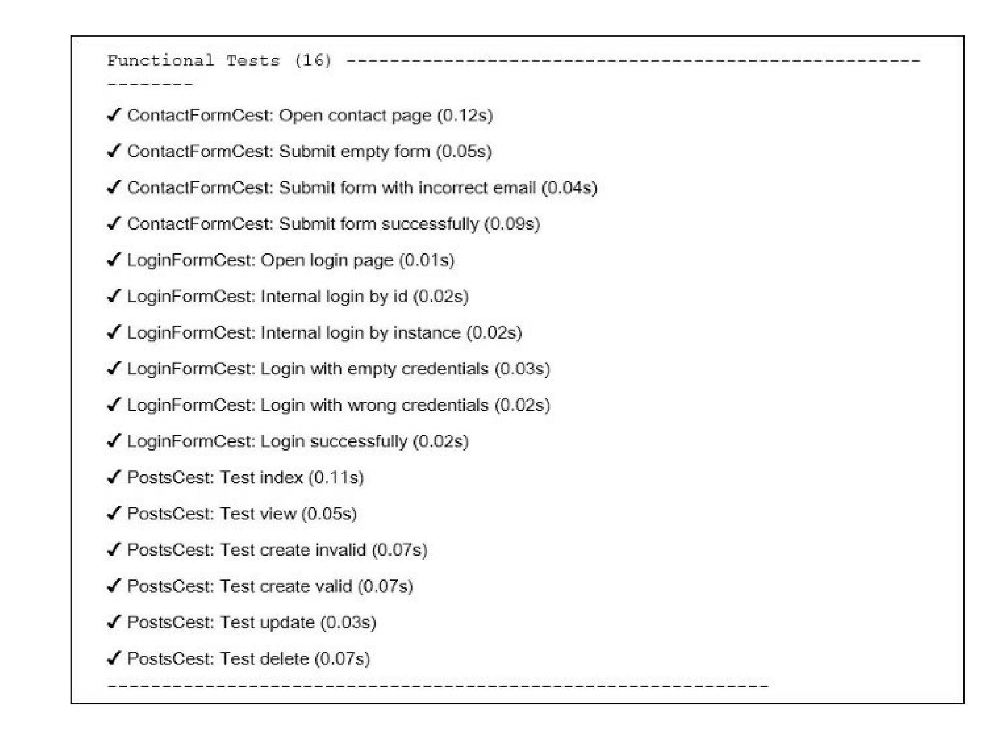 Functional Tests (16) -----------------------------------------------------
--------
✔ ContactFormCest: Open contact page (0.12s)
✔ ContactFormCest: Submit empty form (0.05s)
✔ ContactFormCest: Submit form with incorrect email (0.04s)
✔ ContactFormCest: Submit form successfully (0.09s)
✔ LoginFormCest: Open login page (0.01s)
✔ LoginFormCest: Internal login by id (0.02s)
✔ LoginFormCest: Internal login by instance (0.02s)
✔ LoginFormCest: Login with empty credentials (0.03s)
✔ LoginFormCest: Login with wrong credentials (0.02s)
✔ LoginFormCest: Login successfully (0.02s)
✔ PostsCest: Test index (0.11s)
✔ PostsCest: Test view (0.05s)
✔ PostsCest: Test create invalid (0.07s)
✔ PostsCest: Test create valid (0.07s)
✔ PostsCest: Test update (0.03s)
✔ PostsCest: Test delete (0.07s)
-------------------------------------------------------------